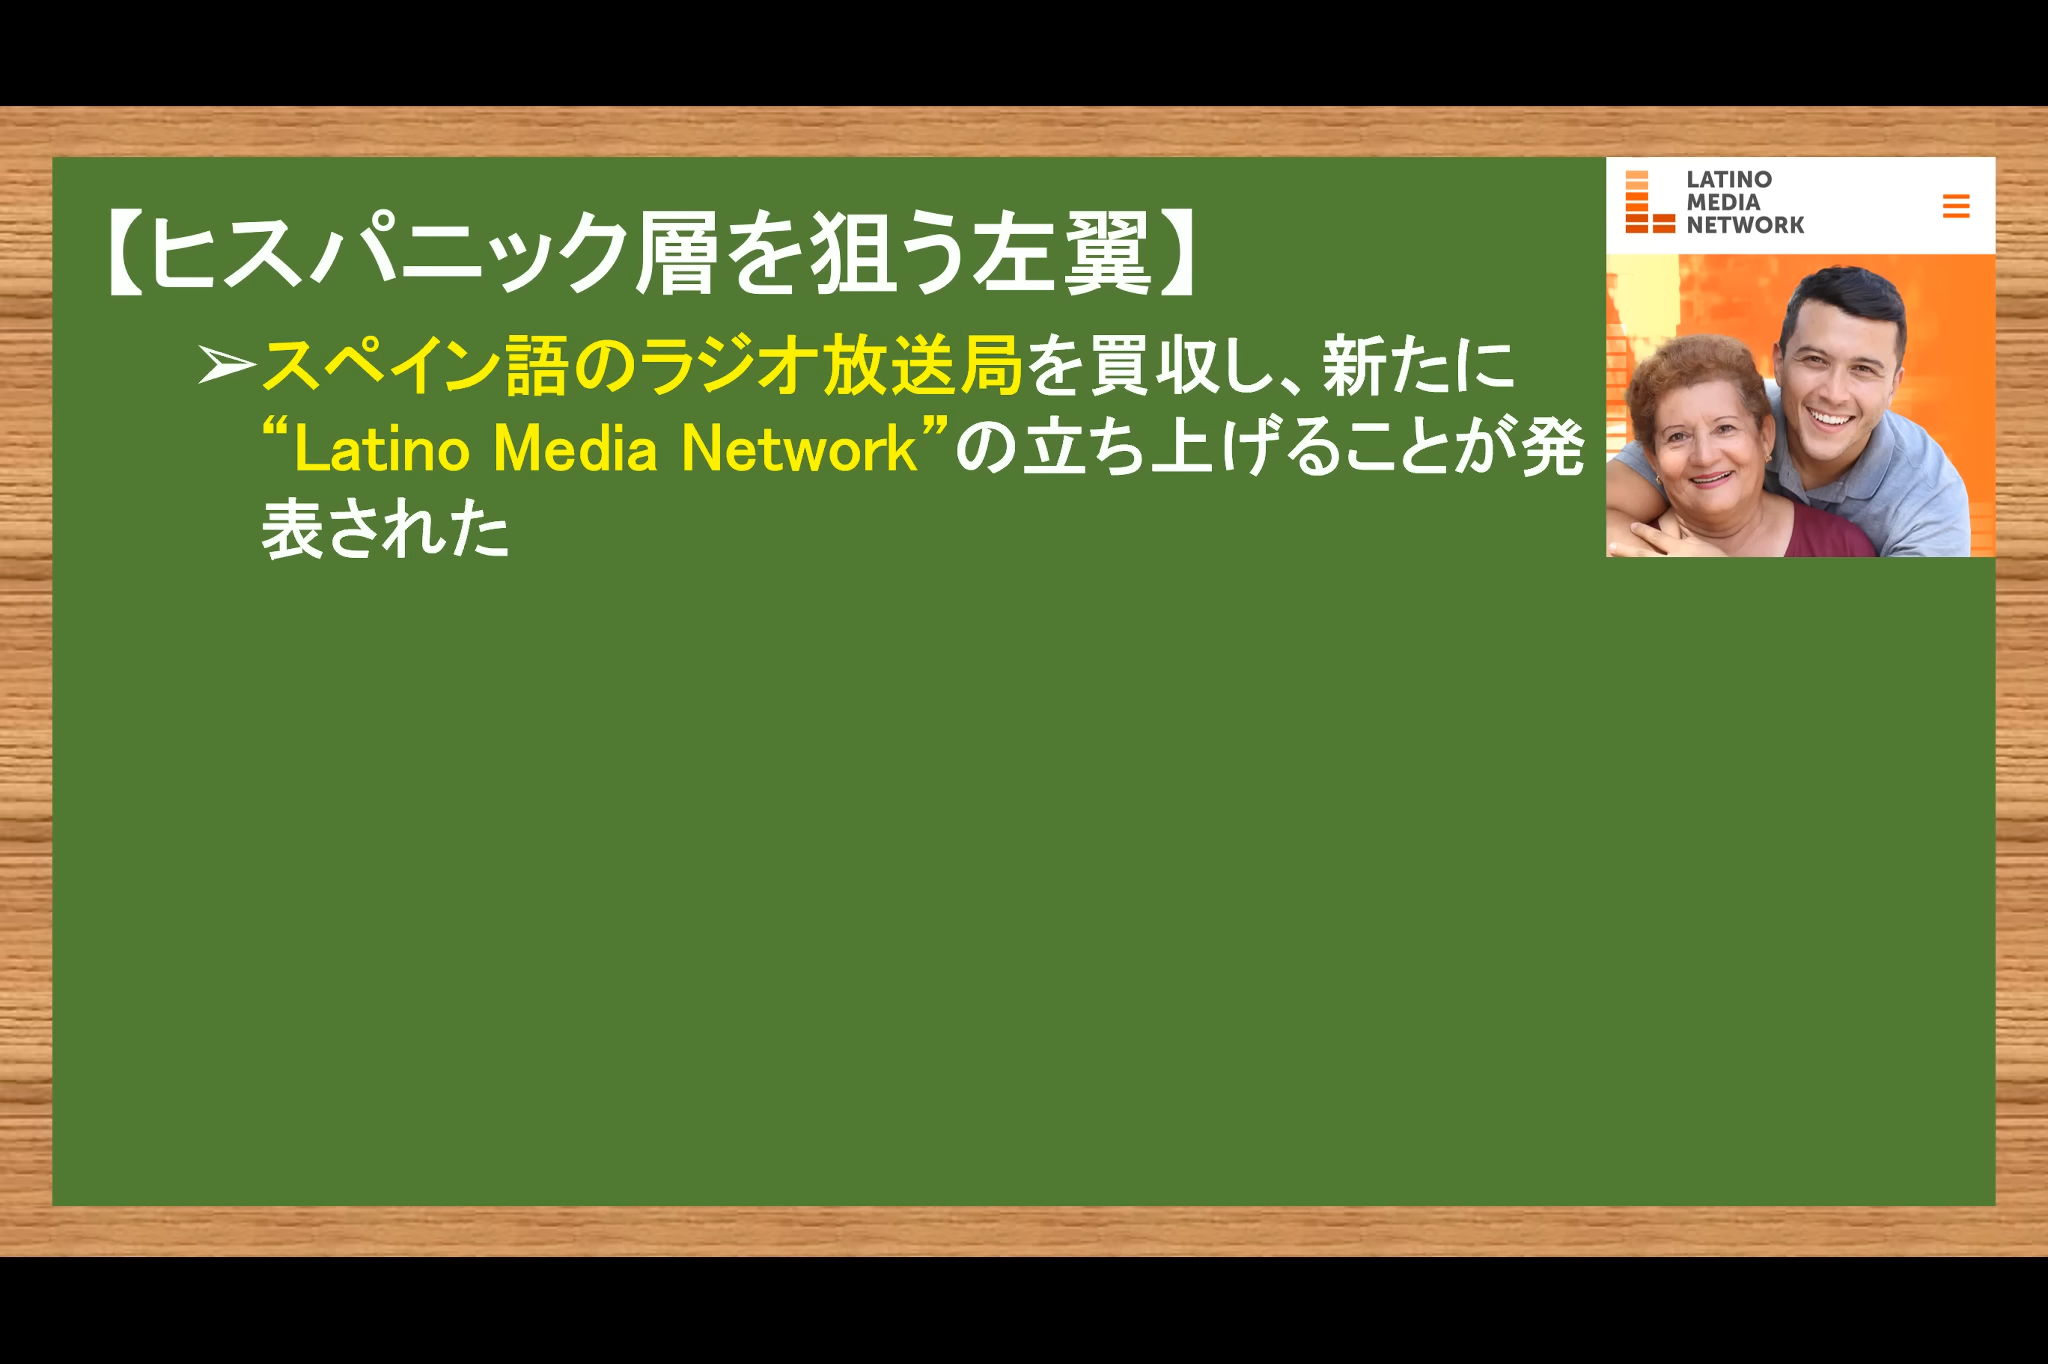 【ヒスパニック層を狙う左翼】
➢スペイン語のラジオ放送局を買収し、新たに
“Latino Media Network”の立ち上げることが発
表された
LATINO
MEDIA
NETWORK